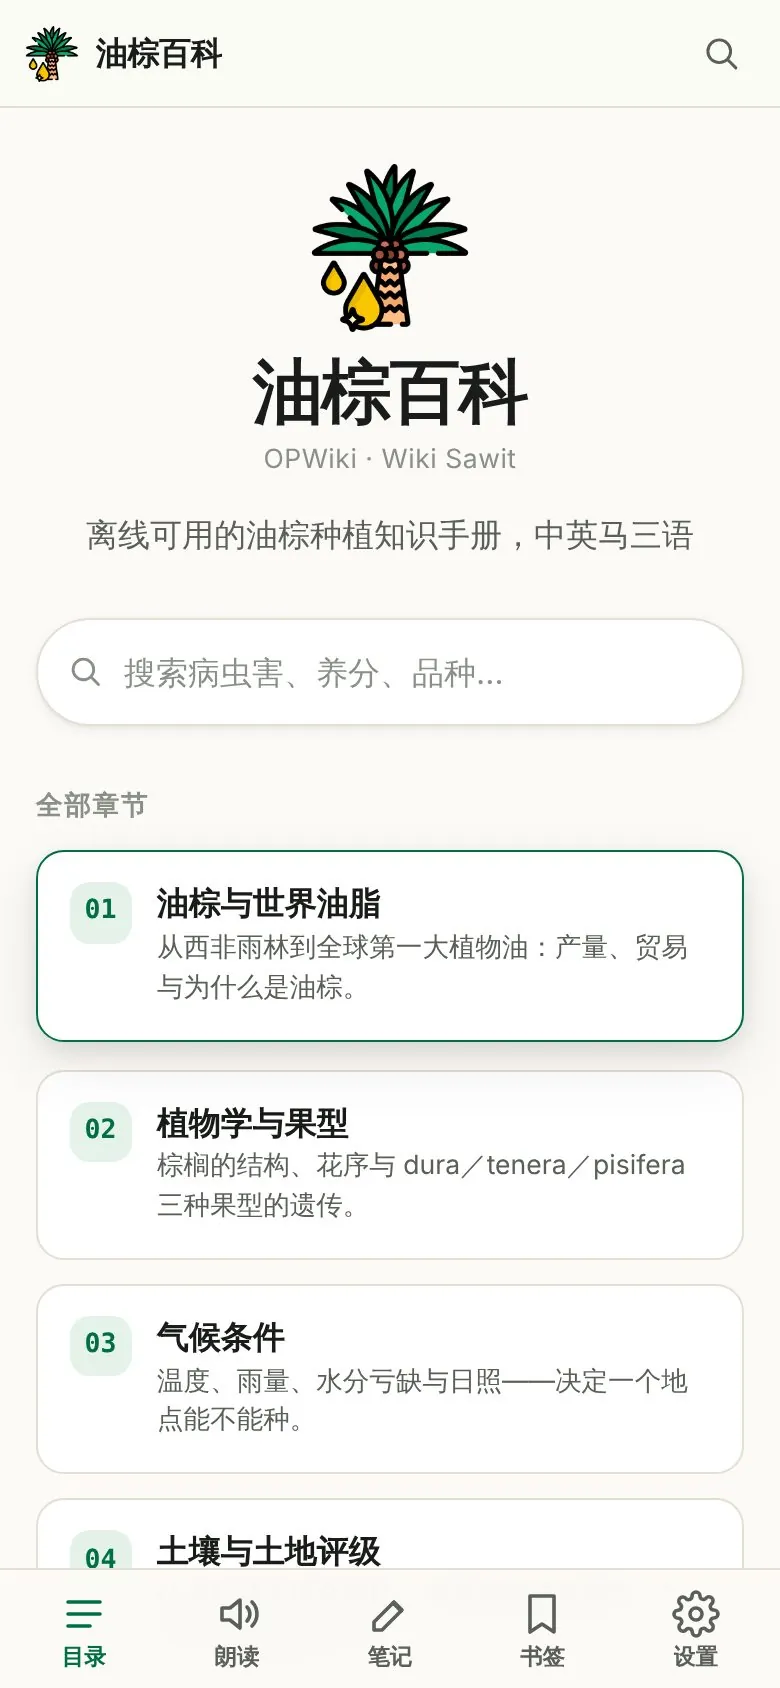 油棕百科
油棕百科
OPWiki · Wiki Sawit
离线可用的油棕种植知识手册，中英马三语
搜索病虫害、养分、品种...
全部章节
01
油棕与世界油脂
从西非雨林到全球第一大植物油：产量、贸易
与为什么是油棕。
02
植物学与果型
棕榈的结构、花序与 dura／tenera／pisifera
三种果型的遗传。
03
气候条件
温度、雨量、水分亏缺与日照——决定一个地
点能不能种。
04
土壤与土地评级
目录
朗读
笔记
书签
设置